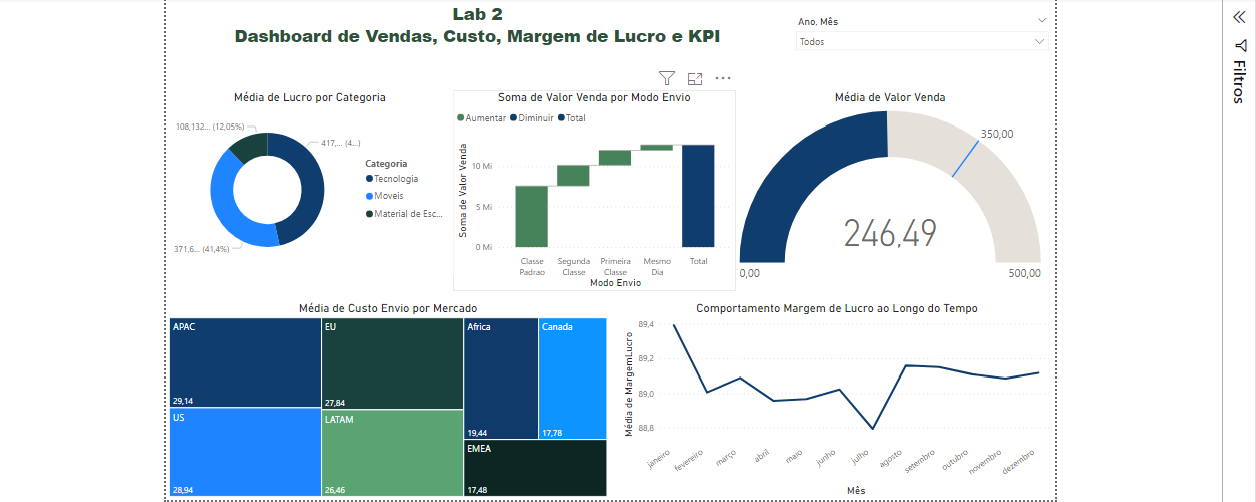 Lab 2
Dashboard de Vendas, Custo, Margem de Lucro e KPI
Ano, Mês
Todos
Filtros
Média de Lucro por Categoria
108,132... (12,05%)
417,... (4...)
371,6... (41,4%)
Categoria
Tecnologia
Moveis
Material de Esc...
Soma de Valor Venda por Modo Envio
Aumentar Diminuir Total
Soma de Valor Venda
10 Mi
5 Mi
0 Mi
Classe Padrao
Segunda Classe
Primeira Classe
Mesmo Dia
Total
Modo Envio
Média de Valor Venda
350,00
246,49
0,00
500,00
Média de Custo Envio por Mercado
APAC
29,14
US
28,94
EU
27,84
LATAM
26,46
Africa
19,44
Canada
17,78
EMEA
17,48
Comportamento Margem de Lucro ao Longo do Tempo
Média de MargemLucro
89,4
89,2
89,0
88,8
janeiro
fevereiro
março
abril
maio
junho
julho
agosto
setembro
outubro
novembro
dezembro
Mês